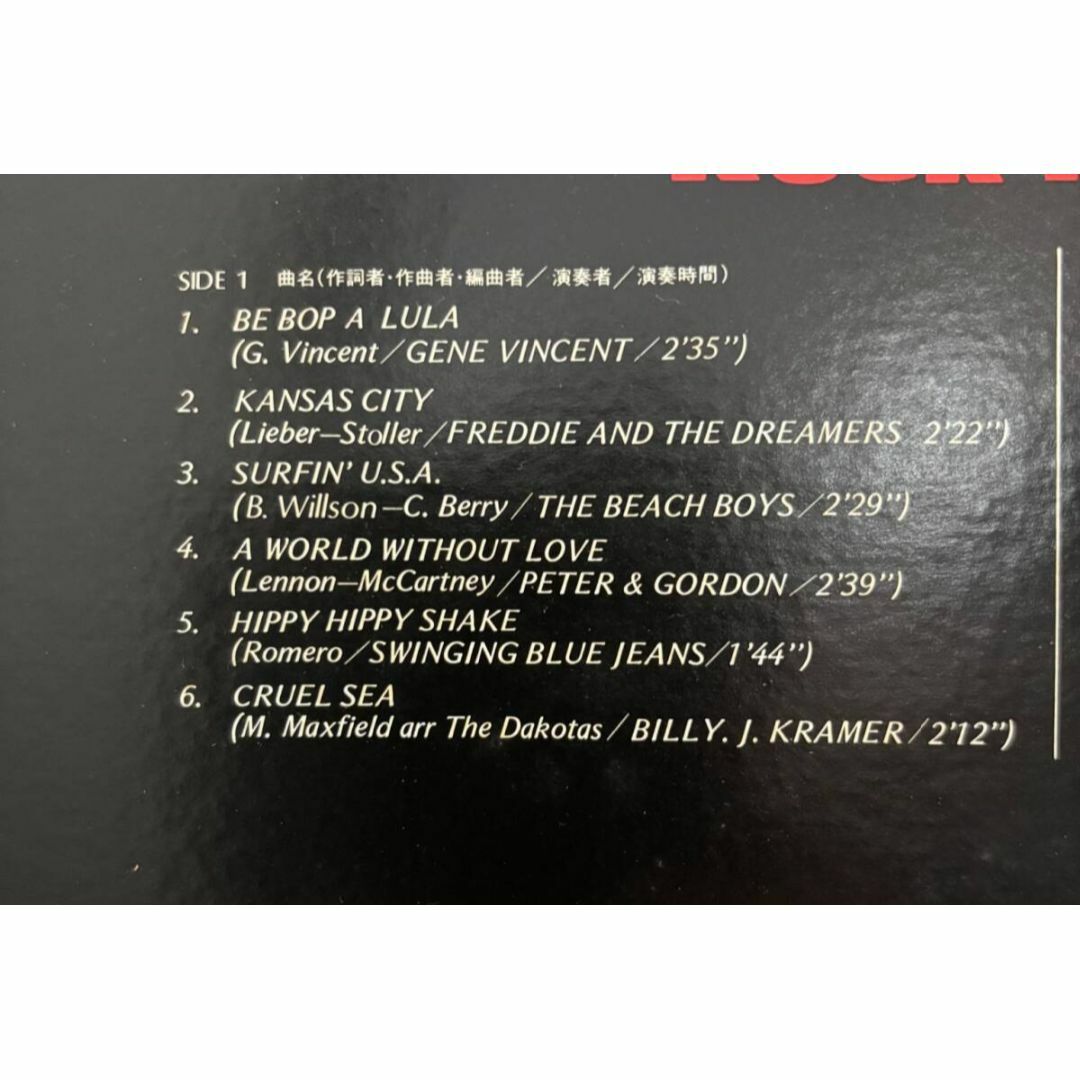 SIDE 1 曲名(作詞者・作曲者・編曲者/演奏者/演奏時間)
1. BE BOP A LULA
(G. Vincent/GENE VINCENT/2'35")
2. KANSAS CITY
(Lieber–Stoller/FREDDIE AND THE DREAMERS 2'22")
3. SURFIN' U.S.A.
(B. Willson–C. Berry/THE BEACH BOYS/2'29")
4. A WORLD WITHOUT LOVE
(Lennon–McCartney/PETER & GORDON/2'39")
5. HIPPY HIPPY SHAKE
(Romero/SWINGING BLUE JEANS/1'44")
6. CRUEL SEA
(M. Maxfield arr The Dakotas/BILLY. J. KRAMER/2'12")